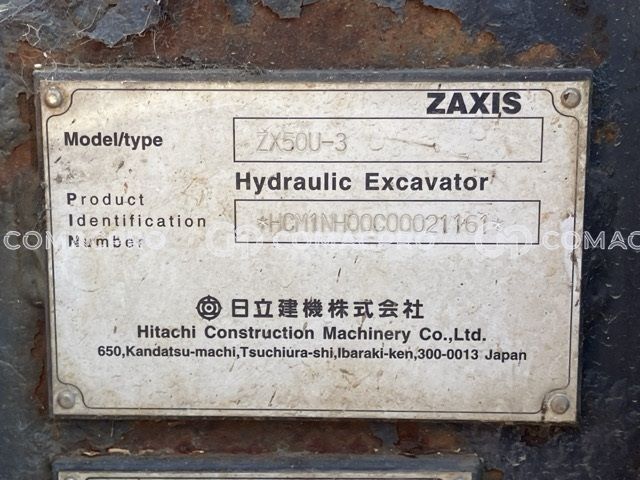 ZAXIS
Model/type ZX50U-3
Hydraulic Excavator
Product
Identification
Number
*HCM1NH00C00021161*
日立建機株式会社
Hitachi Construction Machinery Co.,Ltd.
650,Kandatsu-machi,Tsuchiura-shi,Ibaraki-ken,300-0013 Japan